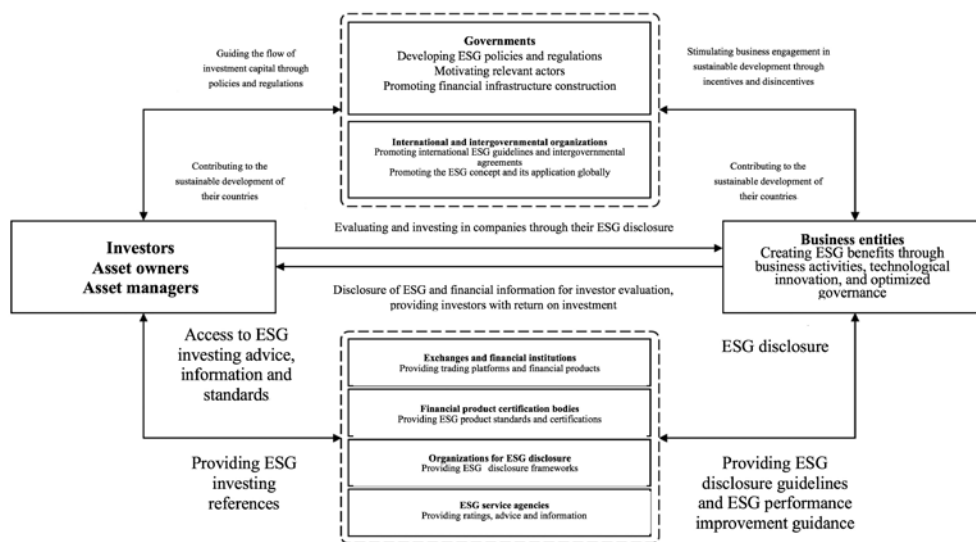 Governments
Developing ESG policies and regulations
Motivating relevant actors
Promoting financial infrastructure construction
Guiding the flow of
investment capital through
policies and regulations
Stimulating business engagement in
sustainable development through
incentives and disincentives
International and intergovernmental organizations
Promoting international ESG guidelines and intergovernmental
agreements
Promoting the ESG concept and its application globally
Contributing to the
sustainable development of
their countries
Contributing to the
sustainable development of
their countries
Evaluating and investing in companies through their ESG disclosure
Investors
Asset owners
Asset managers
Business entities
Creating ESG benefits through
business activities, technological
innovation, and optimized
governance
Disclosure of ESG and financial information for investor evaluation,
providing investors with return on investment
Access to ESG
investing advice,
information and
standards
ESG disclosure
Exchanges and financial institutions
Providing trading platforms and financial products
Financial product certification bodies
Providing ESG product standards and certifications
Organizations for ESG disclosure
Providing ESG disclosure frameworks
ESG service agencies
Providing ratings, advice and information
Providing ESG
investing
references
Providing ESG
disclosure guidelines
and ESG performance
improvement guidance